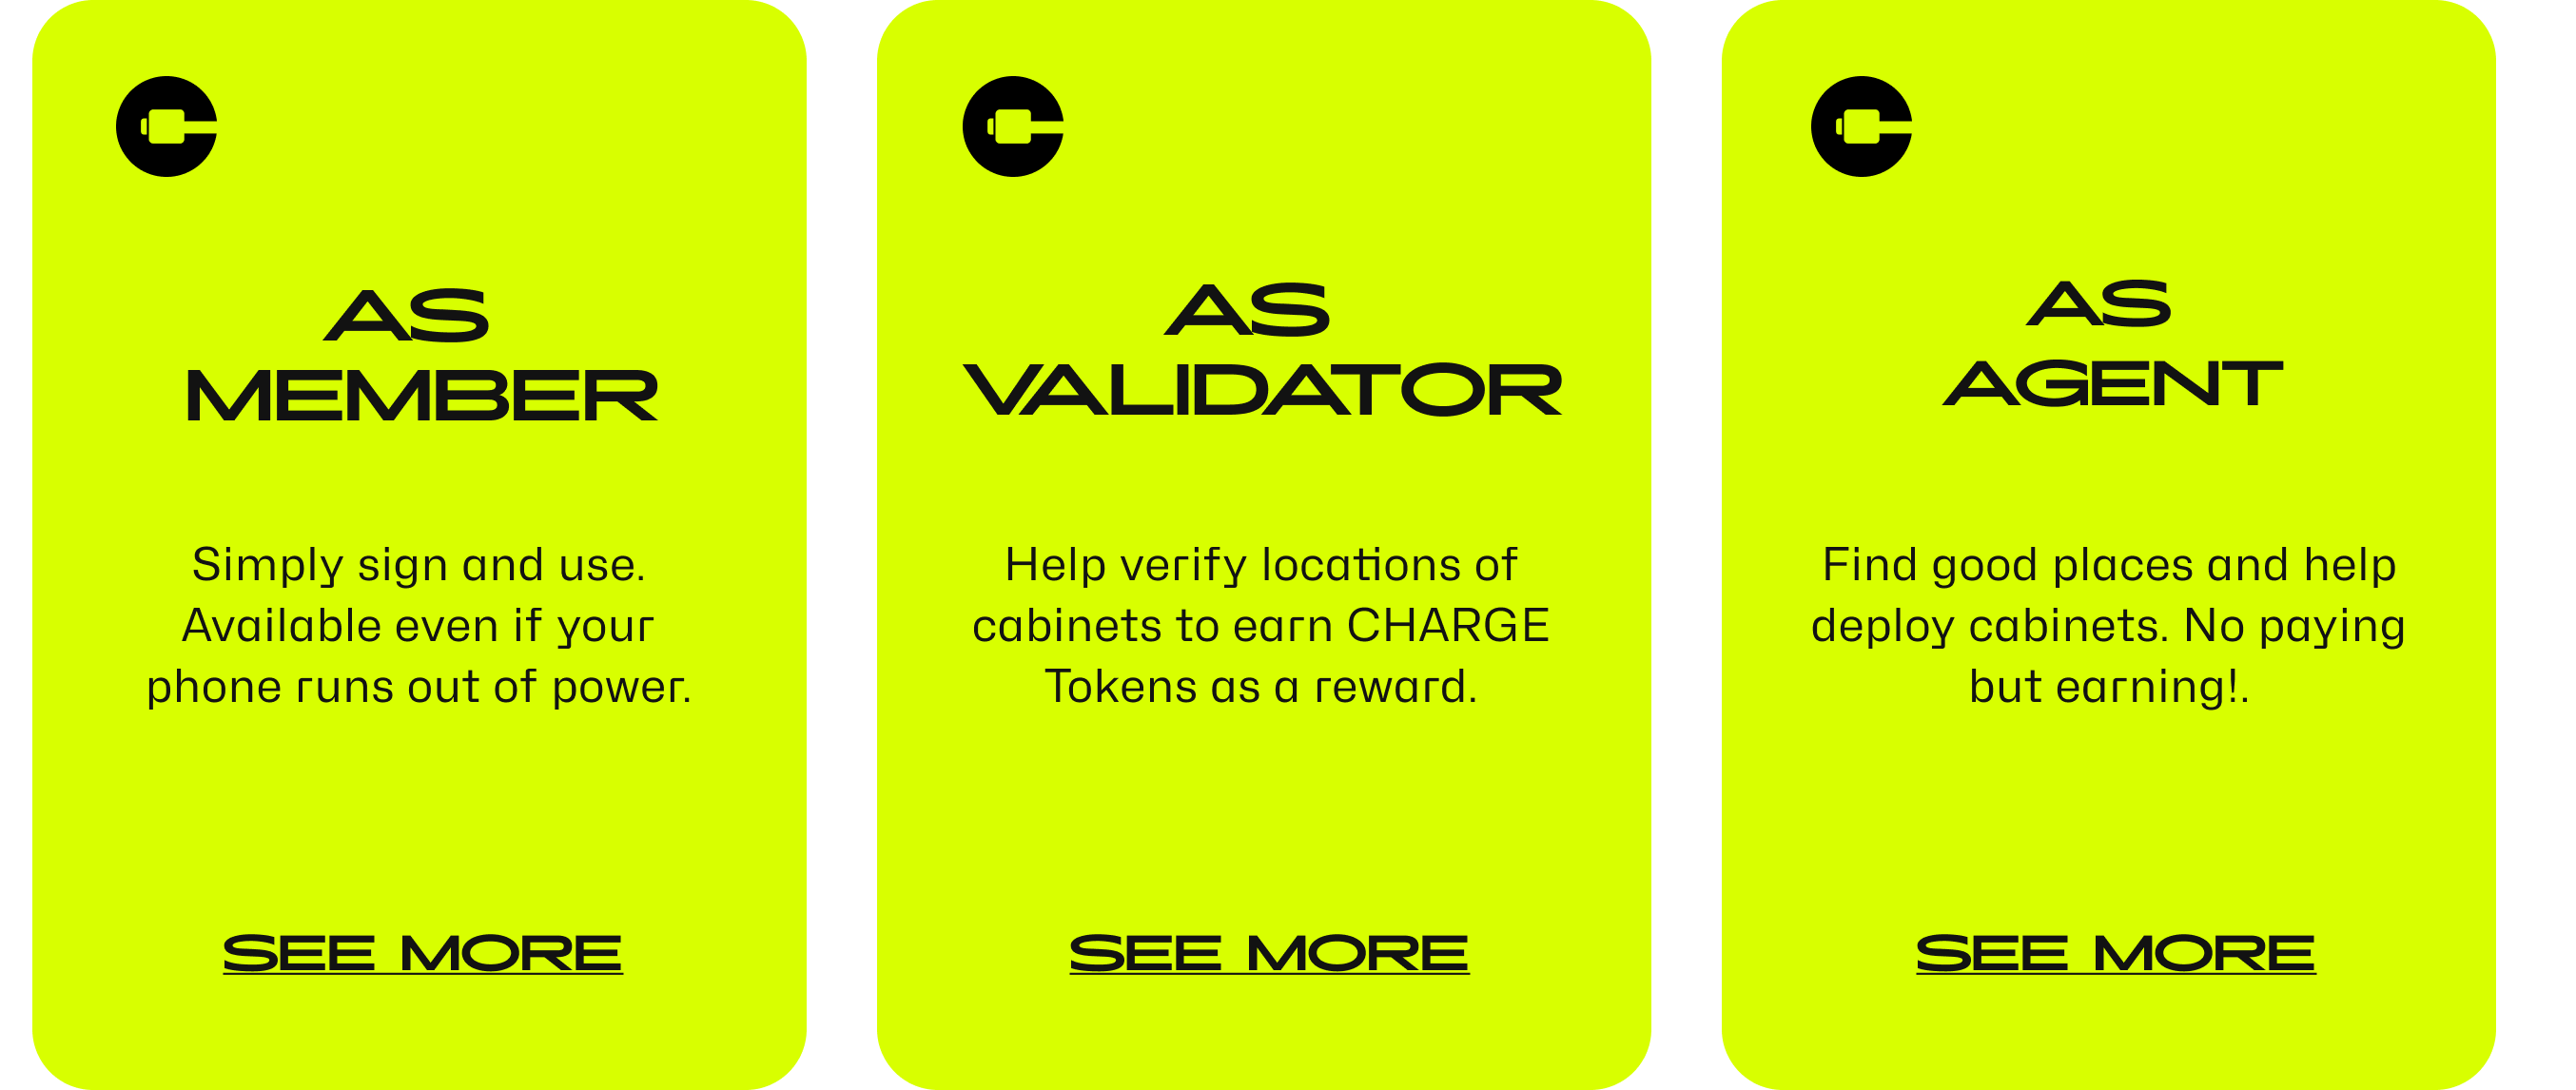 AS
MEMBER
Simply sign and use.
Available even if your
phone runs out of power.
SEE MORE
AS
VALIDATOR
Help verify locations of
cabinets to earn CHARGE
Tokens as a reward.
SEE MORE
AS
AGENT
Find good places and help
deploy cabinets. No paying
but earning!.
SEE MORE